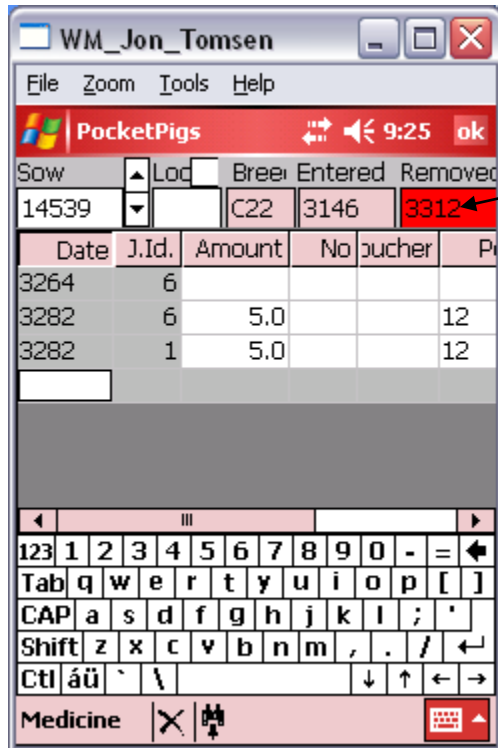 WM_Jon_Tomsen
File Zoom Tools Help
PocketPigs 9:25 ok
Sow Loc Bree Entered Removed
14539 C22 3146 3312
Date J.Id. Amount No oucher P
3264 6
3282 6 5.0 12
3282 1 5.0 12
123 1 2 3 4 5 6 7 8 9 0 - =
Tab q w e r t y u i o p [ ]
CAP a s d f g h j k l ; '
Shift z x c v b n m , . /
Ctl áü ` \
Medicine